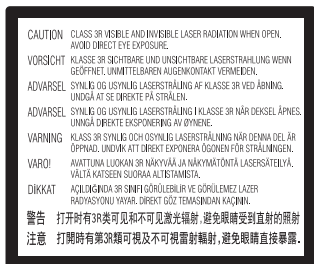 CAUTION CLASS 3R VISIBLE AND INVISIBLE LASER RADIATION WHEN OPEN.
AVOID DIRECT EYE EXPOSURE.
VORSICHT KLASSE 3R SICHTBARE UND UNSICHTBARE LASERSTRAHLUNG WENN
GEÖFFNET. UNMITTELBAREN AUGENKONTAKT VERMEIDEN.
ADVARSEL SYNLIG OG USYNLIG LASERSTRÅLING AF KLASSE 3R VED ÅBNING.
UNDGÅ AT SE DIREKTE PÅ STRÅLEN.
ADVARSEL SYNLIG OG USYNLIG LASERSTRÅLING I KLASSE 3R NÅR DEKSEL ÅPNES.
UNNGÅ DIREKTE EKSPONERING AV ØYNENE.
VARNING KLASS 3R SYNLIG OCH OSYNLIG LASERSTRÅLNING NÄR DENNA DEL ÄR
ÖPPNAD. UNDVIK ATT DIREKT EXPONERA ÖGONEN FÖR STRÅLNINGEN.
VARO! AVATTUNA LUOKAN 3R NÄKYVÄÄ JA NÄKYMÄTÖNTÄ LASERSÄTEILYÄ.
VÄLTÄ KATSEEN SUORAA ALTISTAMISTA.
DİKKAT AÇILDIĞINDA 3R SINIFI GÖRÜLEBİLİR VE GÖRÜLEMEZ LAZER
RADYASYONU YAYAR. DİREKT GÖZ TEMASINDAN KAÇININ.
警告 打开时有3R类可见和不可见激光辐射,避免眼睛受到直射的照射
注意 打開時有第3R類可視及不可視雷射輻射,避免眼睛直接暴露。